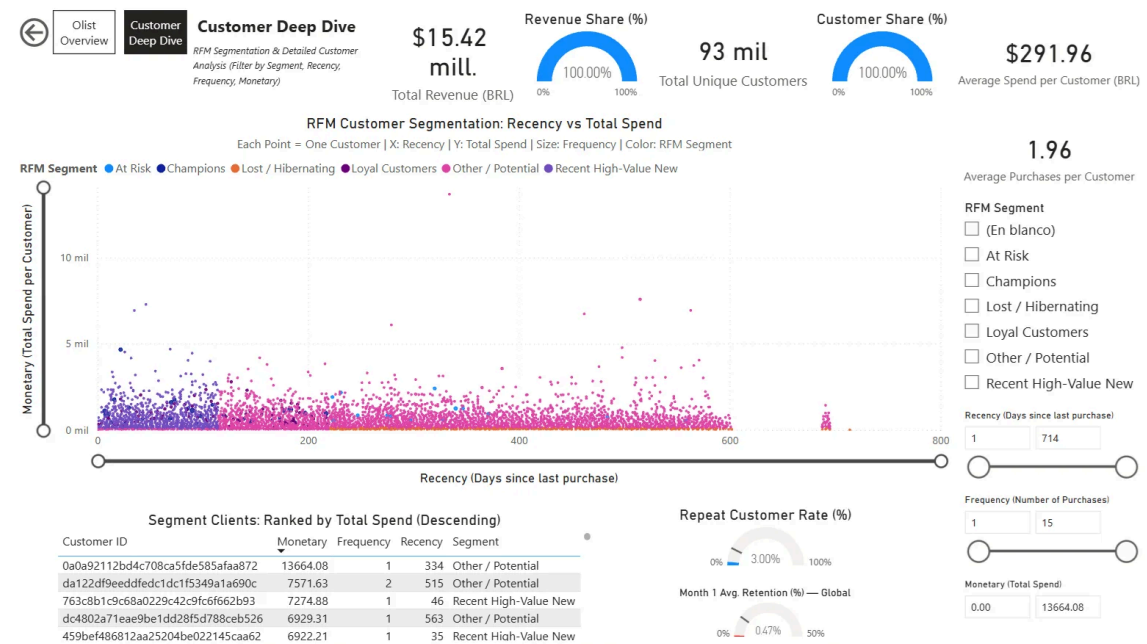 Olist
Overview
Customer
Deep Dive
Customer Deep Dive
RFM Segmentation & Detailed Customer
Analysis (Filter by Segment, Recency,
Frequency, Monetary)
$15.42
mill.
Total Revenue (BRL)
Revenue Share (%)
100.00%
0% 100%
93 mil
Total Unique Customers
Customer Share (%)
100.00%
0% 100%
$291.96
Average Spend per Customer (BRL)
RFM Customer Segmentation: Recency vs Total Spend
Each Point = One Customer | X: Recency | Y: Total Spend | Size: Frequency | Color: RFM Segment
RFM Segment At Risk Champions Lost / Hibernating Loyal Customers Other / Potential Recent High-Value New
Monetary (Total Spend per Customer)
10 mil
5 mil
0 mil
0 200 400 600 800
Recency (Days since last purchase)
1.96
Average Purchases per Customer
RFM Segment
(En blanco)
At Risk
Champions
Lost / Hibernating
Loyal Customers
Other / Potential
Recent High-Value New
Recency (Days since last purchase)
1 714
Frequency (Number of Purchases)
1 15
Monetary (Total Spend)
0.00 13664.08
Segment Clients: Ranked by Total Spend (Descending)
Customer ID Monetary Frequency Recency Segment
0a0a92112bd4c708ca5fde585afaa872 13664.08 1 334 Other / Potential
da122df9eeddfedc1dc1f5349a1a690c 7571.63 2 515 Other / Potential
763c8b1c9c68a0229c42c9fc6f662b93 7274.88 1 46 Recent High-Value New
dc4802a71eae9be1dd28f5d788ceb526 6929.31 1 563 Other / Potential
459bef486812aa25204be022145caa62 6922.21 1 35 Recent High-Value New
Repeat Customer Rate (%)
0% 3.00% 100%
Month 1 Avg. Retention (%) — Global
0% 0.47% 50%